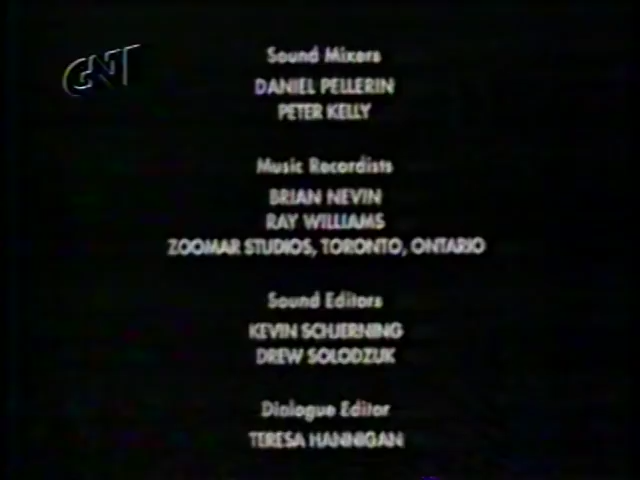 GNT
Sound Mixers
DANIEL PELLERIN
PETER KELLY
Music Recordists
BRIAN NEVIN
RAY WILLIAMS
ZOOMAR STUDIOS, TORONTO, ONTARIO
Sound Editors
KEVIN SCHJERNING
DREW SOLODZUK
Dialogue Editor
TERESA HANNIGAN